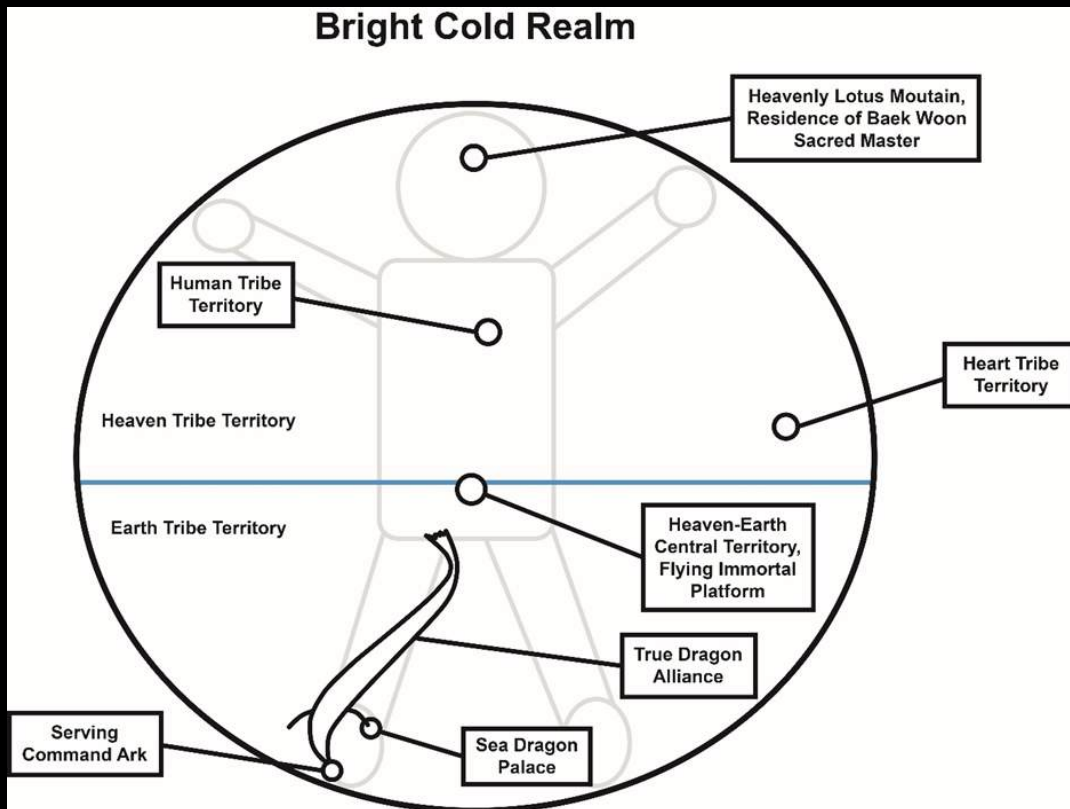 Bright Cold Realm
Heavenly Lotus Moutain,
Residence of Baek Woon
Sacred Master
Human Tribe
Territory
Heart Tribe
Territory
Heaven Tribe Territory
Earth Tribe Territory
Heaven-Earth
Central Territory,
Flying Immortal
Platform
True Dragon
Alliance
Serving
Command Ark
Sea Dragon
Palace